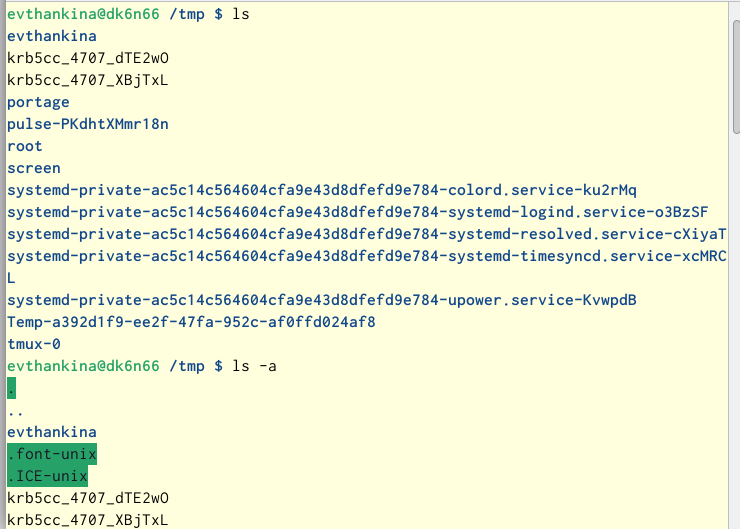 evthankina@dk6n66 /tmp $ ls
evthankina
krb5cc_4707_dTE2wO
krb5cc_4707_XBjTxL
portage
pulse-PKdhtXMmr18n
root
screen
systemd-private-ac5c14c564604cfa9e43d8dfefd9e784-colord.service-ku2rMq
systemd-private-ac5c14c564604cfa9e43d8dfefd9e784-systemd-logind.service-o3BzSF
systemd-private-ac5c14c564604cfa9e43d8dfefd9e784-systemd-resolved.service-cXiyaT
systemd-private-ac5c14c564604cfa9e43d8dfefd9e784-systemd-timesyncd.service-xcMRC
L
systemd-private-ac5c14c564604cfa9e43d8dfefd9e784-upower.service-KvwpdB
Temp-a392d1f9-ee2f-47fa-952c-af0ffd024af8
tmux-0
evthankina@dk6n66 /tmp $ ls -a
.
..
evthankina
.font-unix
.ICE-unix
krb5cc_4707_dTE2wO
krb5cc_4707_XBjTxL